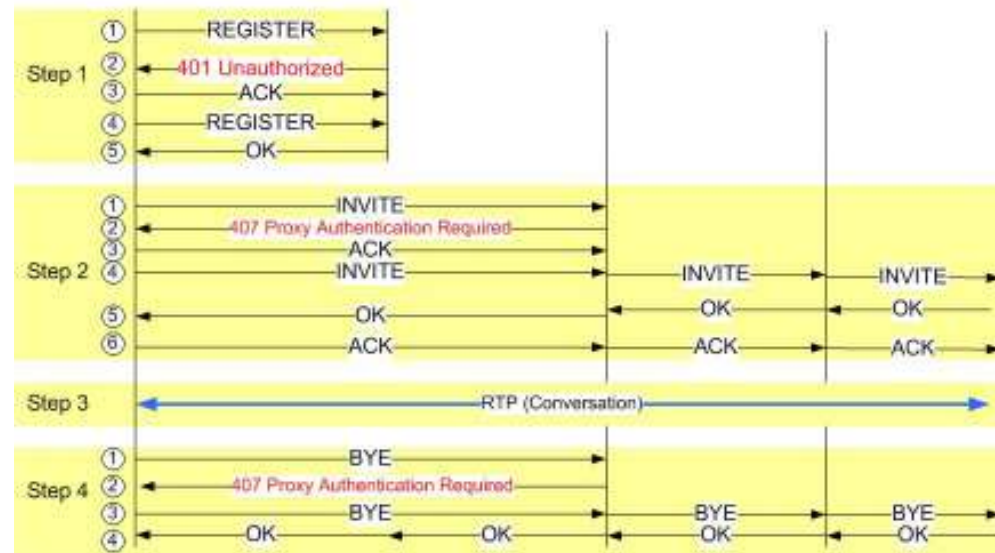 ① REGISTER
② 401 Unauthorized
Step 1
③ ACK
④ REGISTER
⑤ OK
① INVITE
② 407 Proxy Authentication Required
③ ACK
Step 2 ④ INVITE INVITE INVITE
⑤ OK OK OK
⑥ ACK ACK ACK
Step 3 RTP (Conversation)
① BYE
Step 4 ② 407 Proxy Authentication Required
③ BYE BYE BYE
④ OK OK OK OK